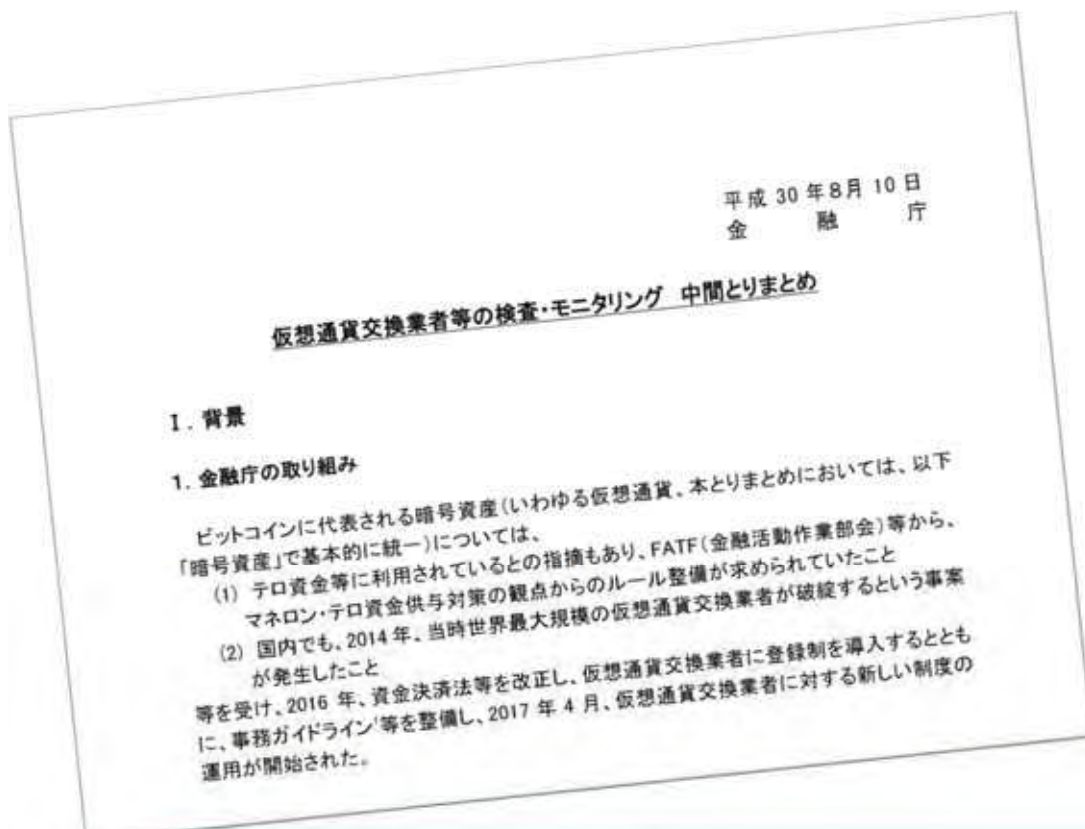 平成 30 年8月 10 日
金 融 庁
仮想通貨交換業者等の検査・モニタリング 中間とりまとめ
Ⅰ. 背景
1. 金融庁の取り組み
ビットコインに代表される暗号資産(いわゆる仮想通貨、本とりまとめにおいては、以下
「暗号資産」で基本的に統一)については、
(1) テロ資金等に利用されているとの指摘もあり、FATF(金融活動作業部会)等から、
マネロン・テロ資金供与対策の観点からのルール整備が求められていたこと
(2) 国内でも、2014 年、当時世界最大規模の仮想通貨交換業者が破綻するという事案
が発生したこと
等を受け、2016 年、資金決済法等を改正し、仮想通貨交換業者に登録制を導入するととも
に、事務ガイドライン¹等を整備し、2017 年 4 月、仮想通貨交換業者に対する新しい制度の
運用が開始された。